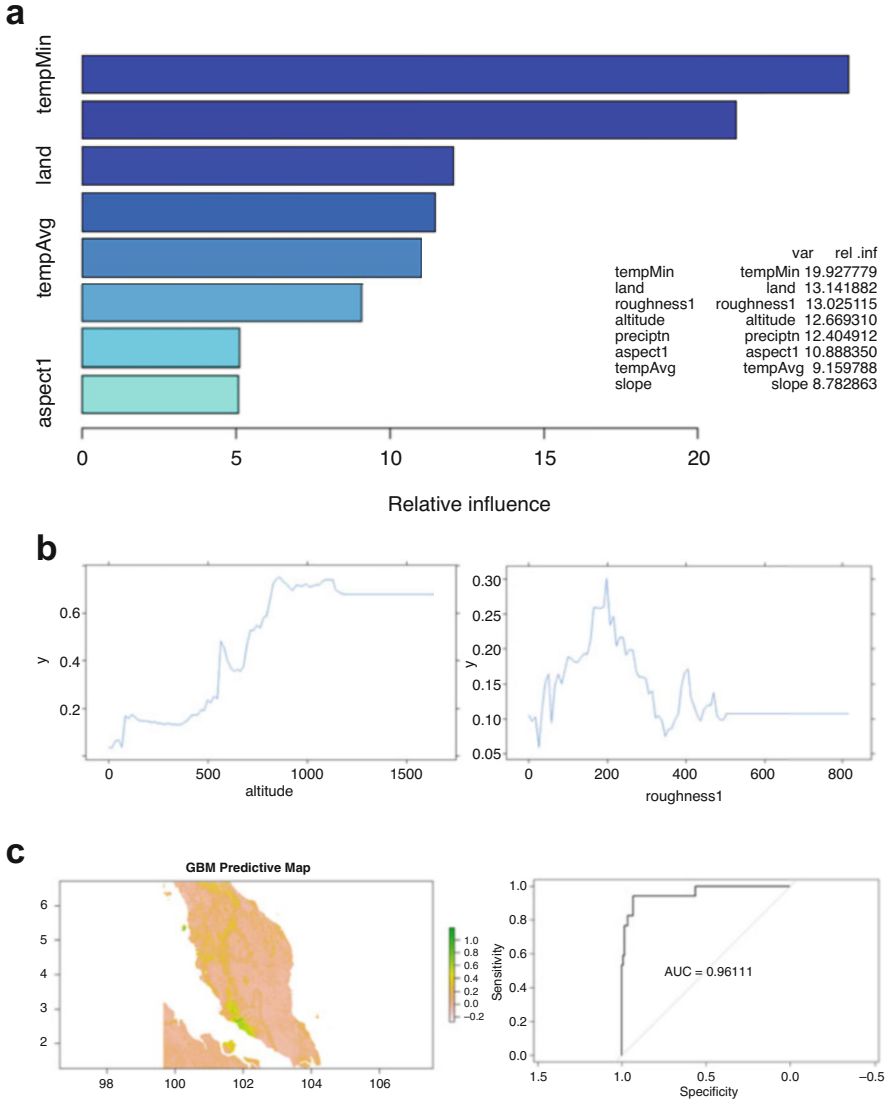 a
tempMin
land
tempAvg
aspect1
var rel .inf
tempMin tempMin 19.927779
land land 13.141882
roughness1 roughness1 13.025115
altitude altitude 12.669310
preciptn preciptn 12.404912
aspect1 aspect1 10.888350
tempAvg tempAvg 9.159788
slope slope 8.782863
0 5 10 15 20
Relative influence
b
y
0.6
0.4
0.2
0 500 1000 1500
altitude
y
0.30
0.25
0.20
0.15
0.10
0.05
0 200 400 600 800
roughness1
c
GBM Predictive Map
6
5
4
3
2
98 100 102 104 106
1.0
0.8
0.6
0.4
0.2
0.0
−0.2
Sensitivity
1.0
0.8
0.6
0.4
0.2
0.0
AUC = 0.96111
1.5 1.0 0.5 0.0 −0.5
Specificity